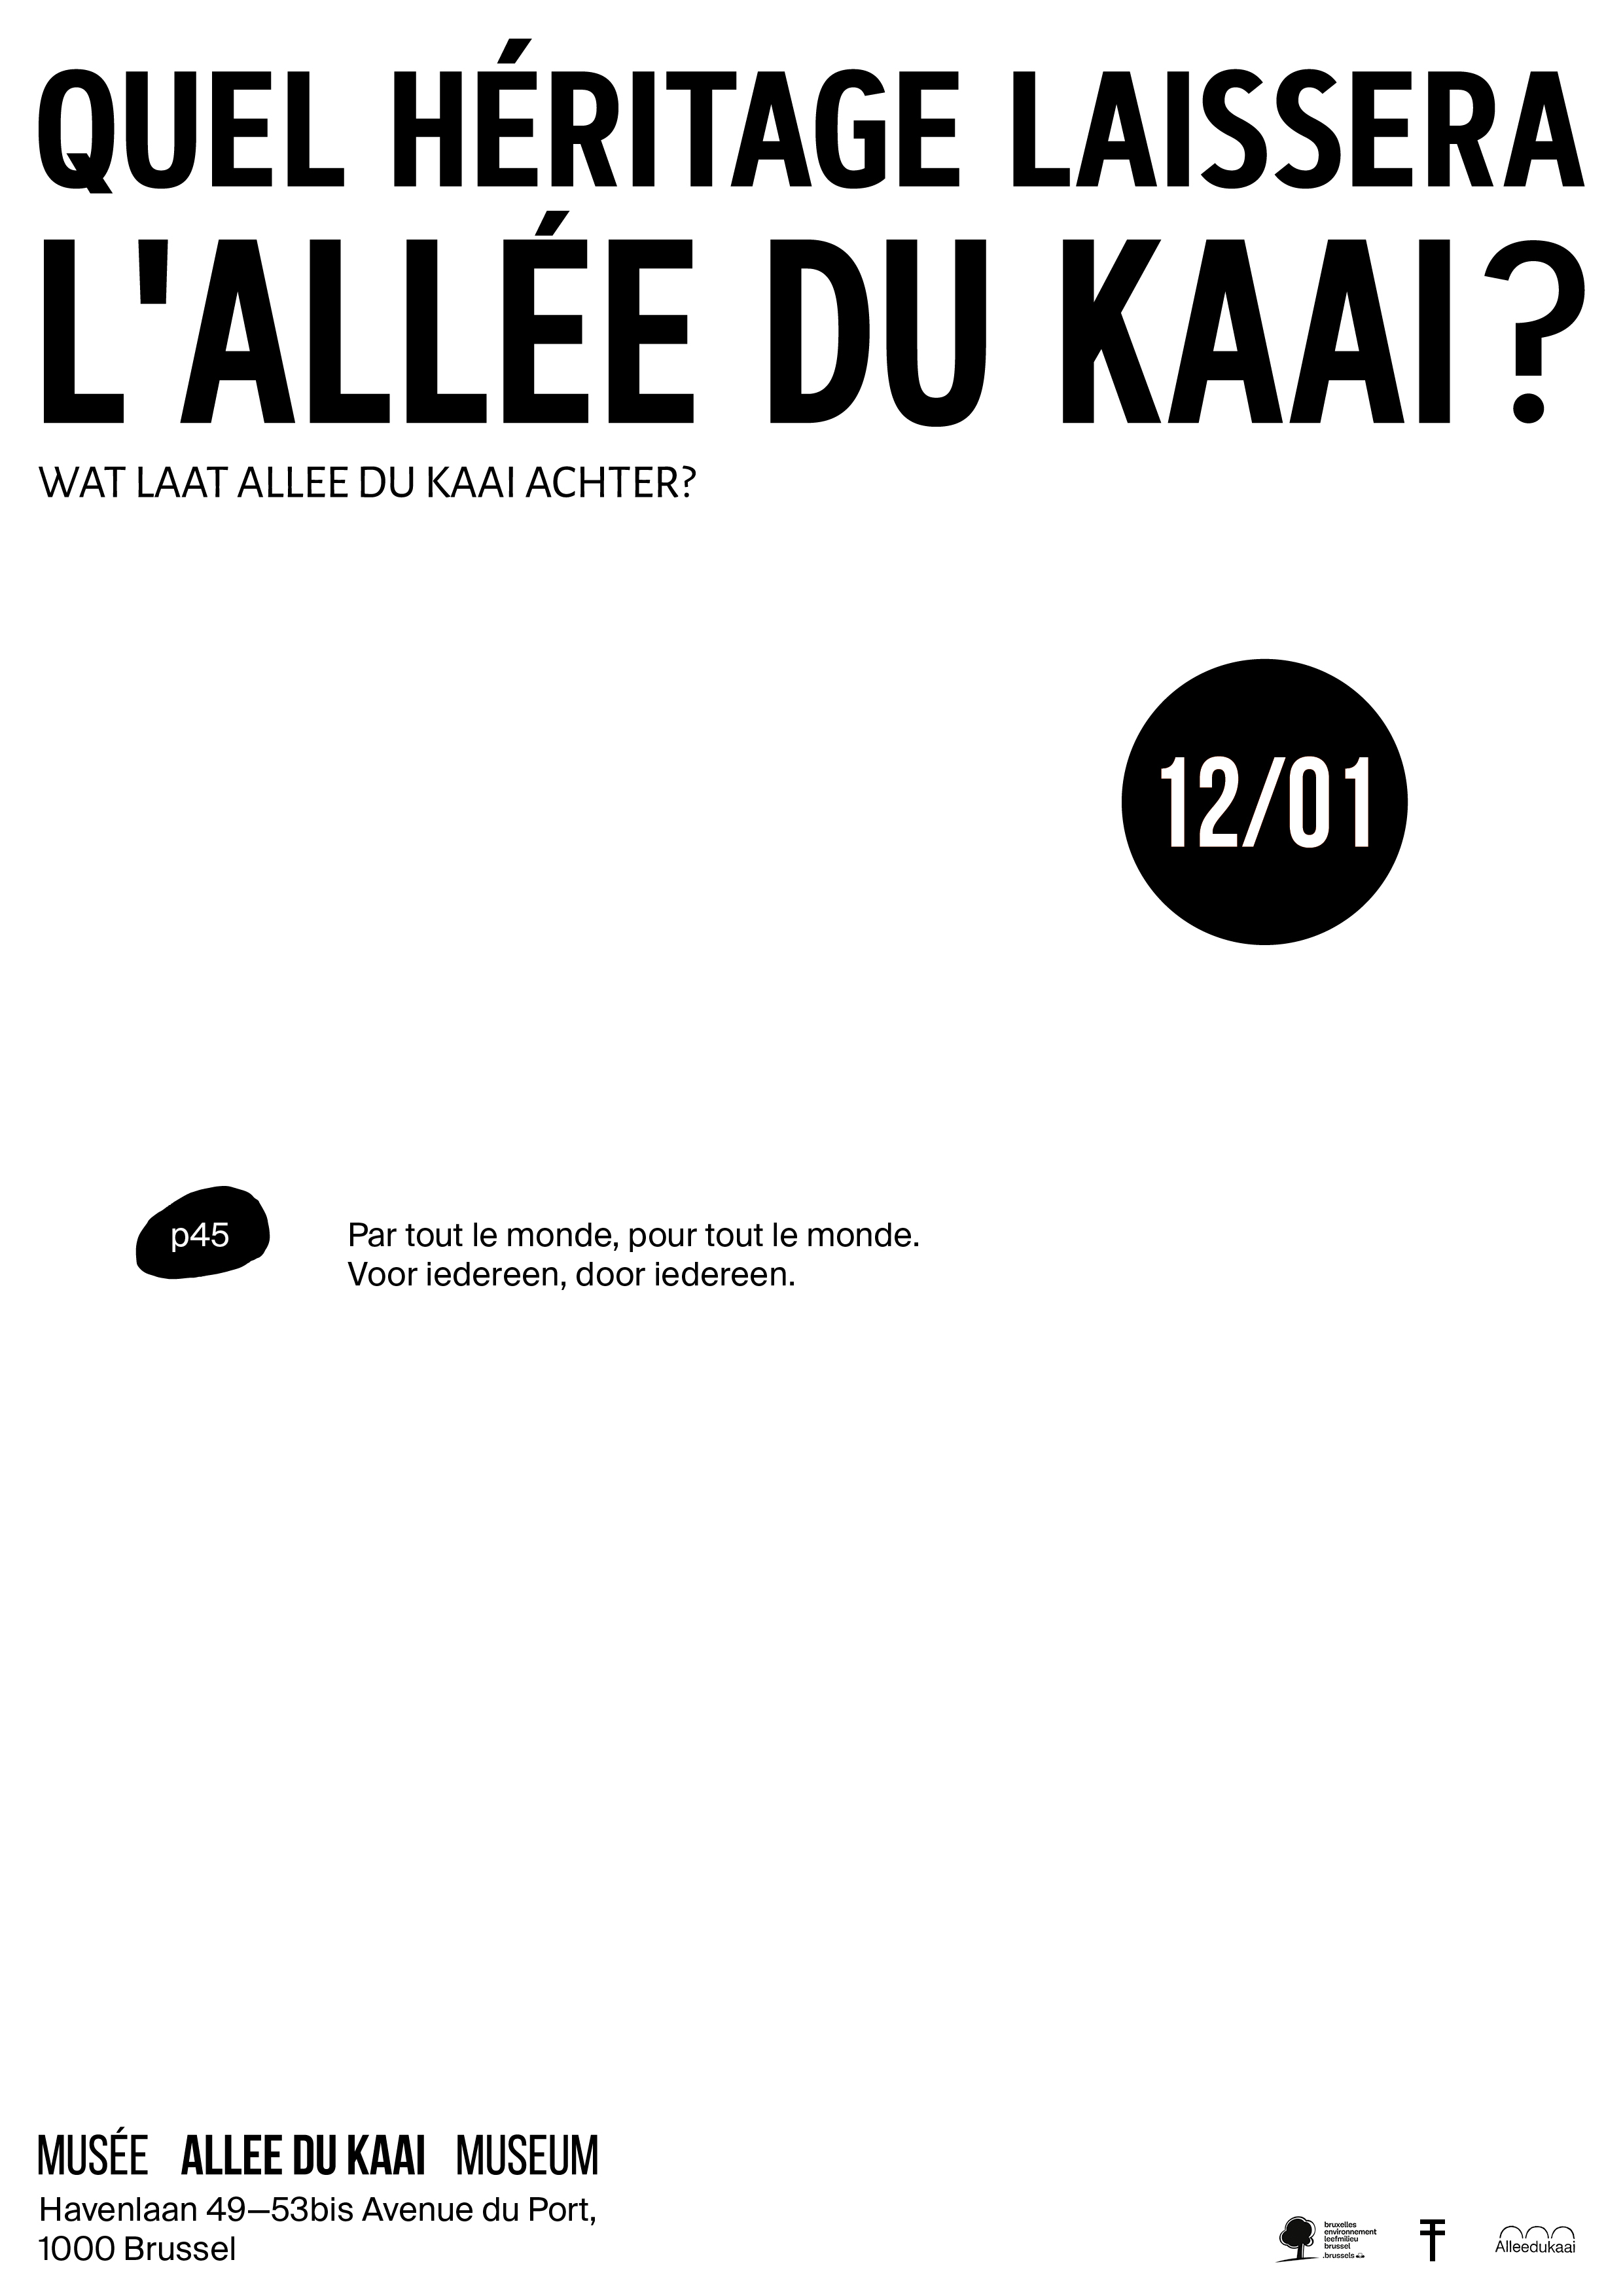 QUEL HÉRITAGE LAISSERA
L'ALLÉE DU KAAI?
WAT LAAT ALLEE DU KAAI ACHTER?
12/01
p45
Par tout le monde, pour tout le monde.
Voor iedereen, door iedereen.
MUSÉE ALLEE DU KAAI MUSEUM
Havenlaan 49—53bis Avenue du Port,
1000 Brussel
bruxelles
environnement
leefmilieu
brussel
.brussels
Alleedukaai